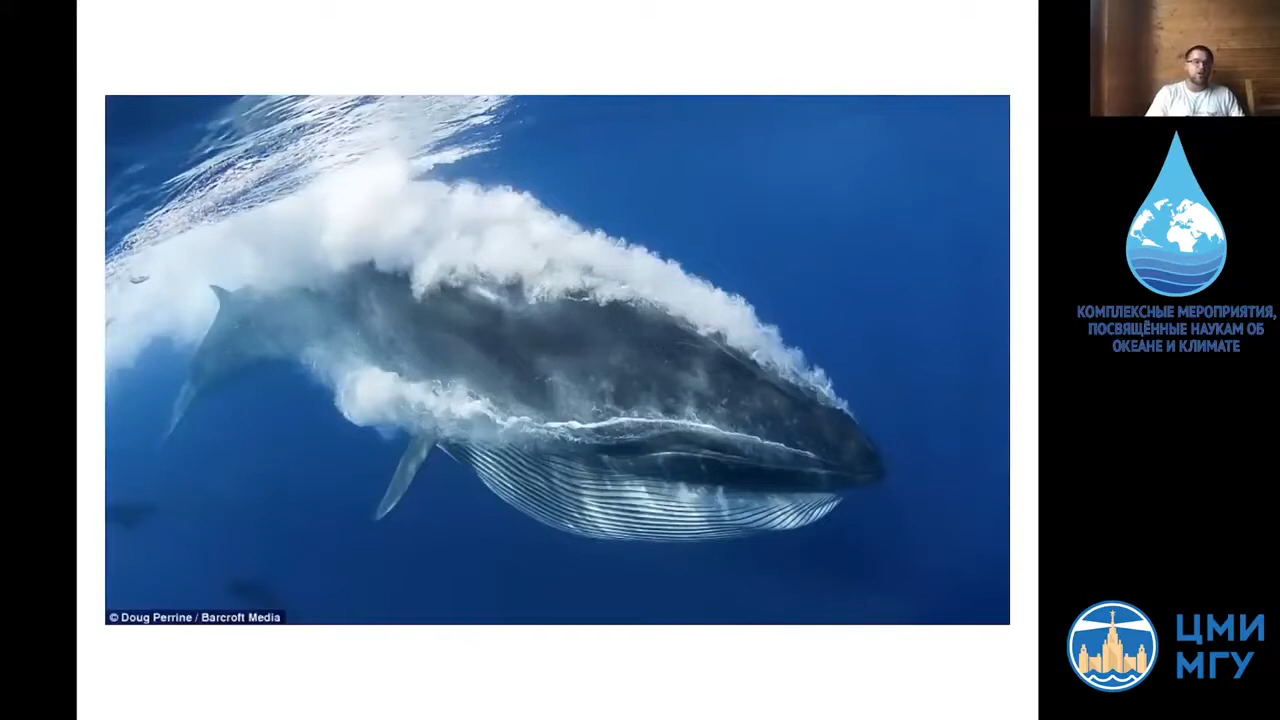 КОМПЛЕКСНЫЕ МЕРОПРИЯТИЯ,
ПОСВЯЩЁННЫЕ НАУКАМ ОБ
ОКЕАНЕ И КЛИМАТЕ
© Doug Perrine / Barcroft Media
ЦМИ
МГУ